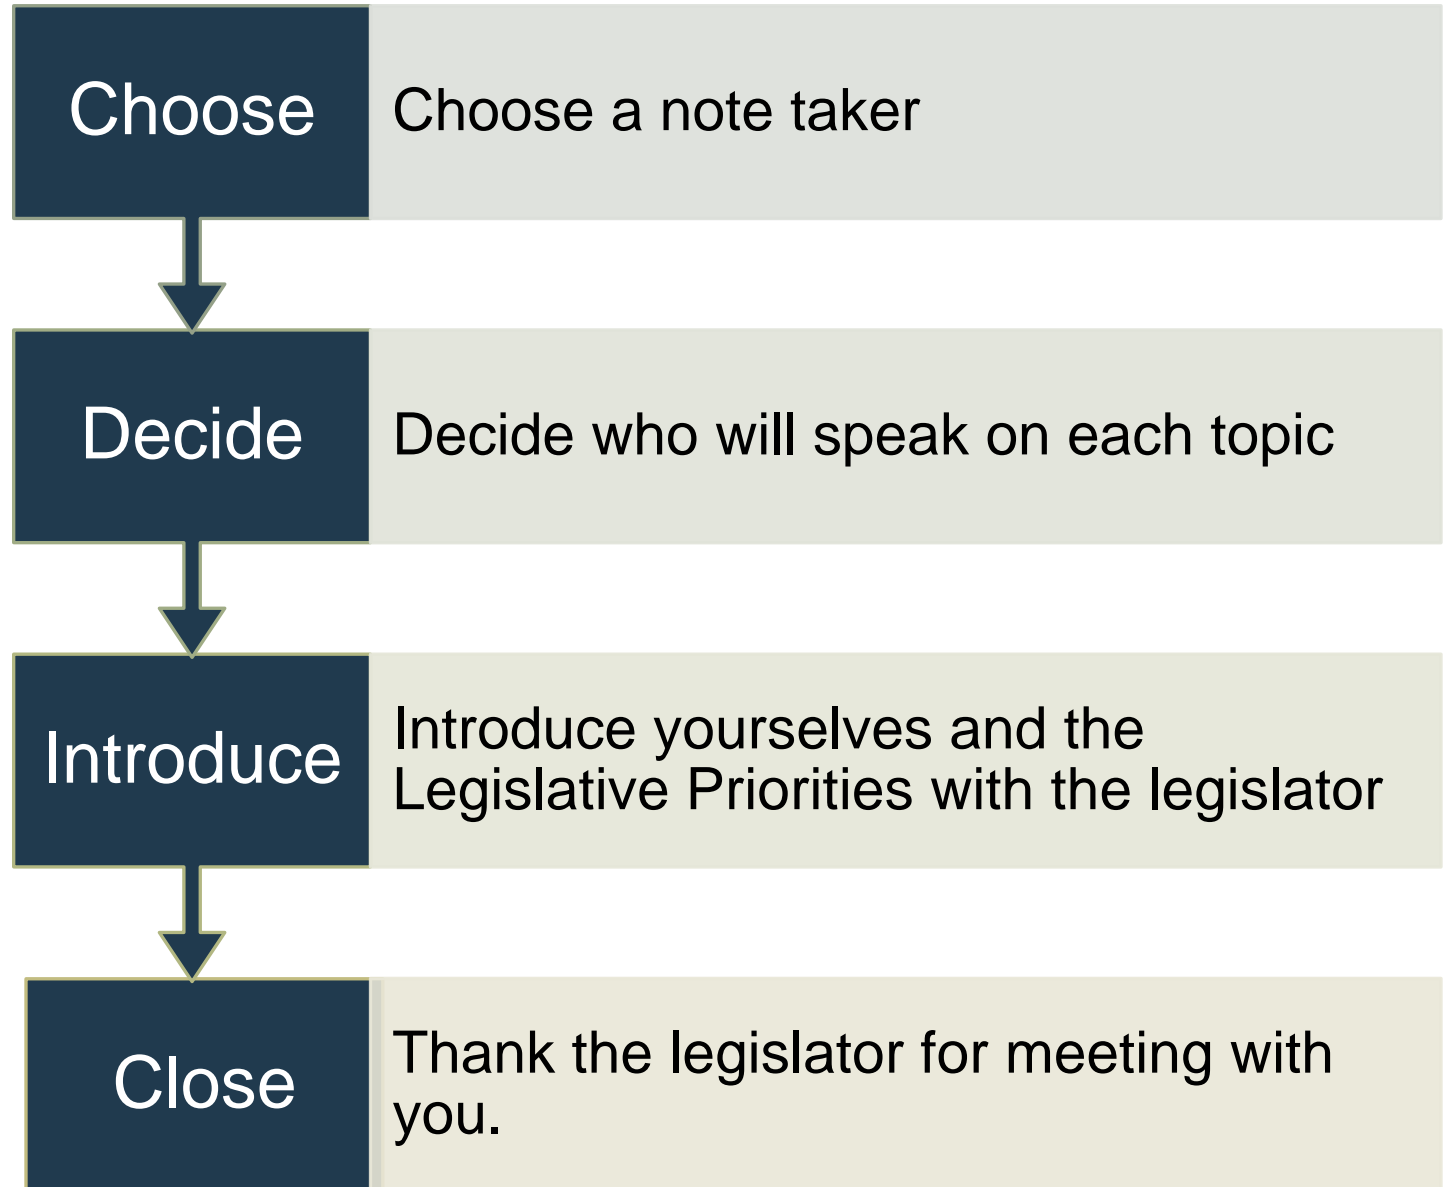 Choose
Choose a note taker
Decide
Decide who will speak on each topic
Introduce
Introduce yourselves and the
Legislative Priorities with the legislator
Close
Thank the legislator for meeting with
you.